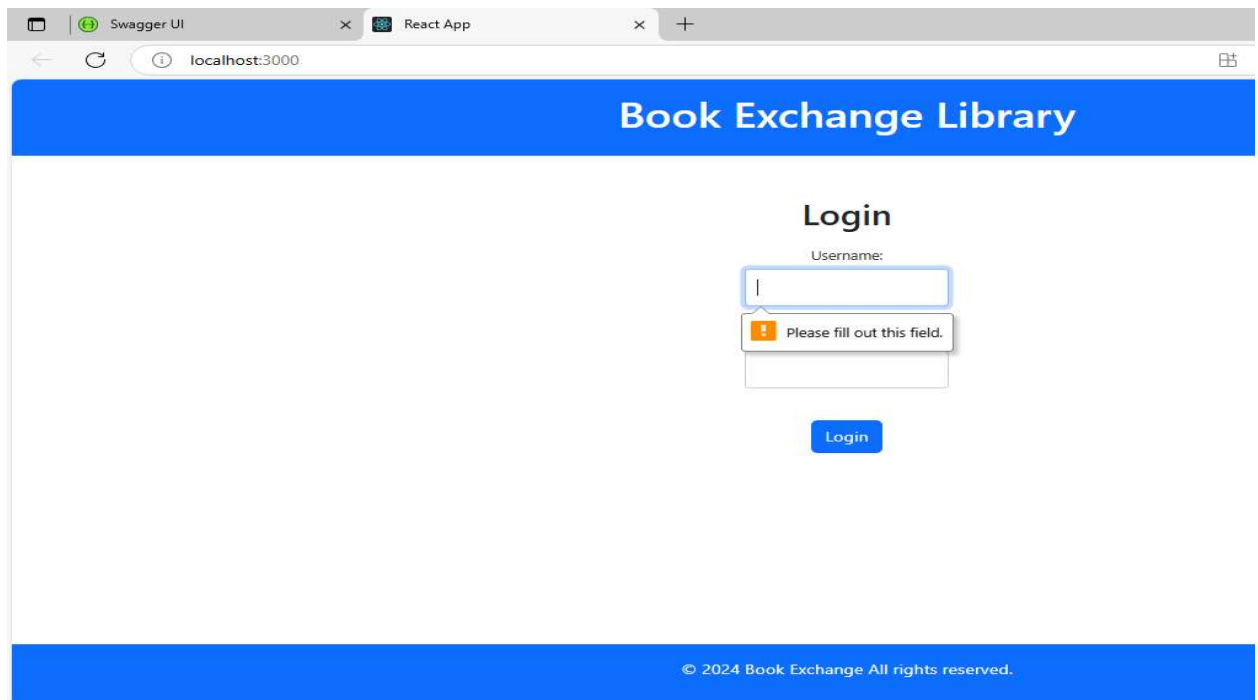 Swagger UI
React App
localhost:3000
Book Exchange Library
Login
Username:
Please fill out this field.
Login
© 2024 Book Exchange All rights reserved.